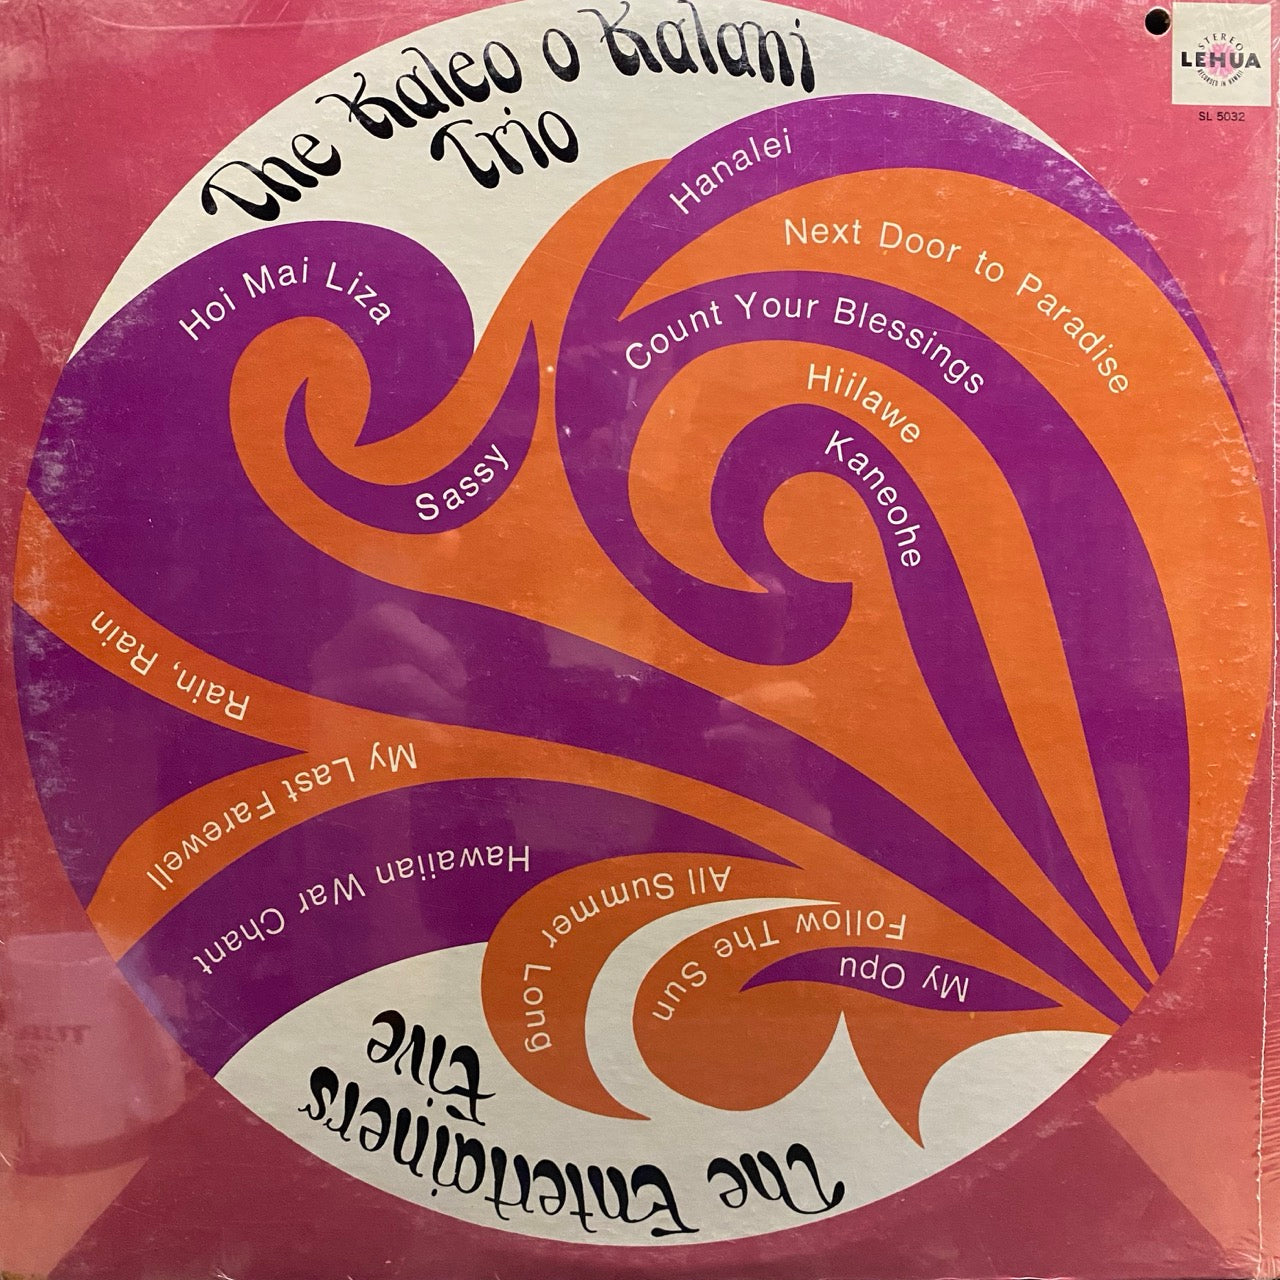 The Kaleo o Kalani
Trio
STEREO
LEHUA
RECORDED IN HAWAII
SL 5032
Hanalei
Next Door to Paradise
Count Your Blessings
Hiilawe
Kaneohe
Hoi Mai Liza
Sassy
Rain, Rain
My Last Farewell
Hawaiian War Chant
All Summer Long
Follow The Sun
My Opu
The Entertainers
Five